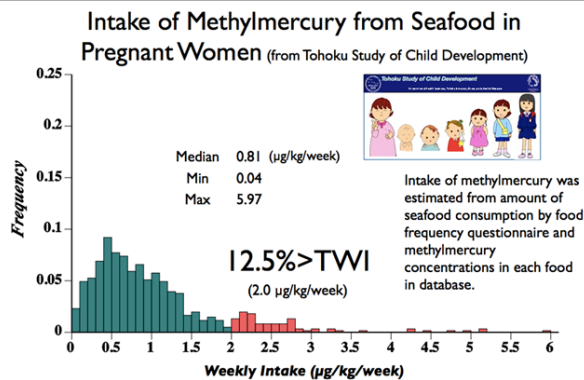 Intake of Methylmercury from Seafood in
Pregnant Women (from Tohoku Study of Child Development)
0.25
0.2
0.15
0.1
0.05
0
Frequency
Tohoku Study of Child Development
Median 0.81 (µg/kg/week)
Min 0.04
Max 5.97
12.5%>TWI
(2.0 µg/kg/week)
Intake of methylmercury was
estimated from amount of
seafood consumption by food
frequency questionnaire and
methylmercury
concentrations in each food
in database.
0 0.5 1 1.5 2 2.5 3 3.5 4 4.5 5 5.5 6
Weekly Intake (µg/kg/week)